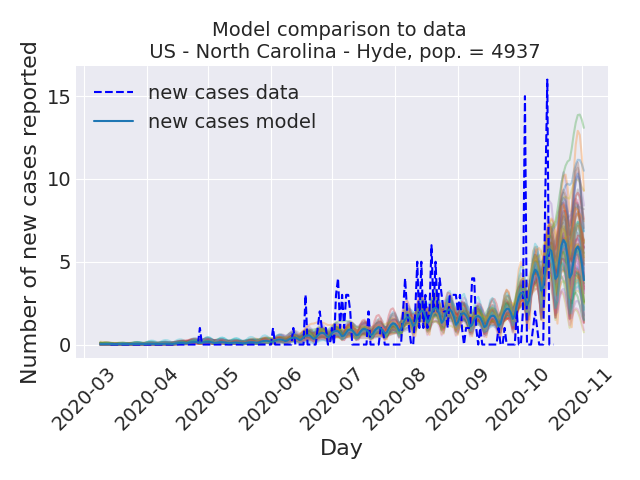 Model comparison to data
US - North Carolina - Hyde, pop. = 4937
Number of new cases reported
15
10
5
0
new cases data
new cases model
2020-03
2020-04
2020-05
2020-06
2020-07
2020-08
2020-09
2020-10
2020-11
Day